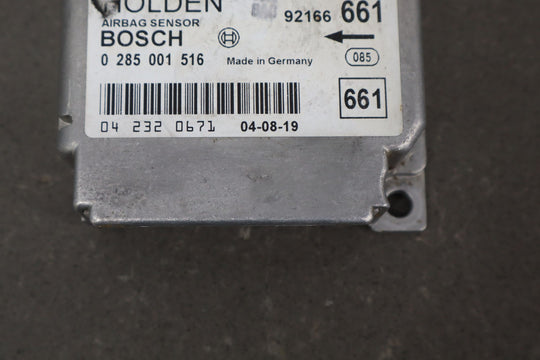 HOLDEN 92166 661
AIRBAG SENSOR
BOSCH
0 285 001 516 Made in Germany 085
661
04 232 0671 04-08-19